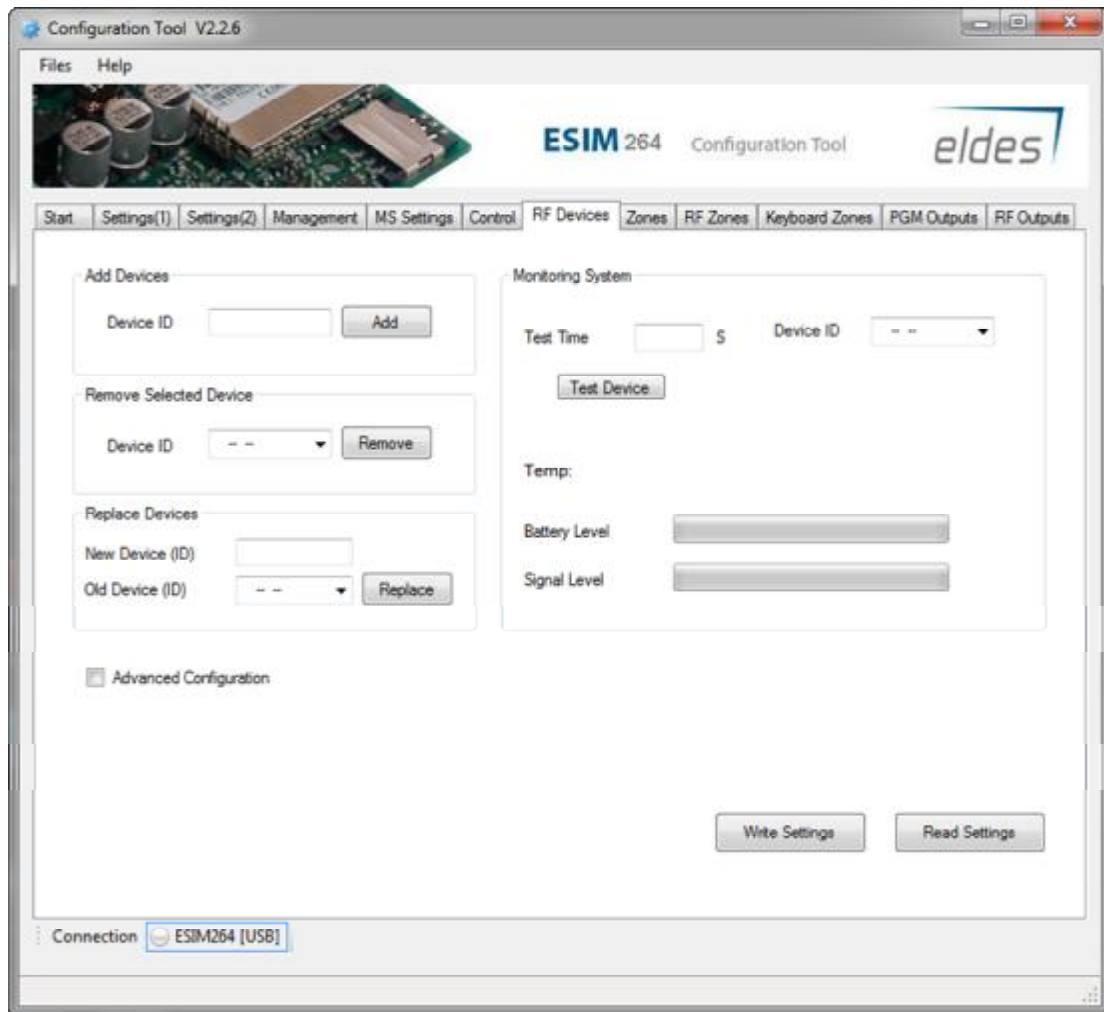 Configuration Tool V2.2.6
Files Help
ESIM 264 Configuration Tool eldes
Start Settings(1) Settings(2) Management MS Settings Control RF Devices Zones RF Zones Keyboard Zones PGM Outputs RF Outputs
Add Devices
Device ID Add
Remove Selected Device
Device ID -- -- Remove
Replace Devices
New Device (ID)
Old Device (ID) -- -- Replace
Advanced Configuration
Monitoring System
Test Time S Device ID -- --
Test Device
Temp:
Battery Level
Signal Level
Write Settings Read Settings
Connection ESIM264 [USB]